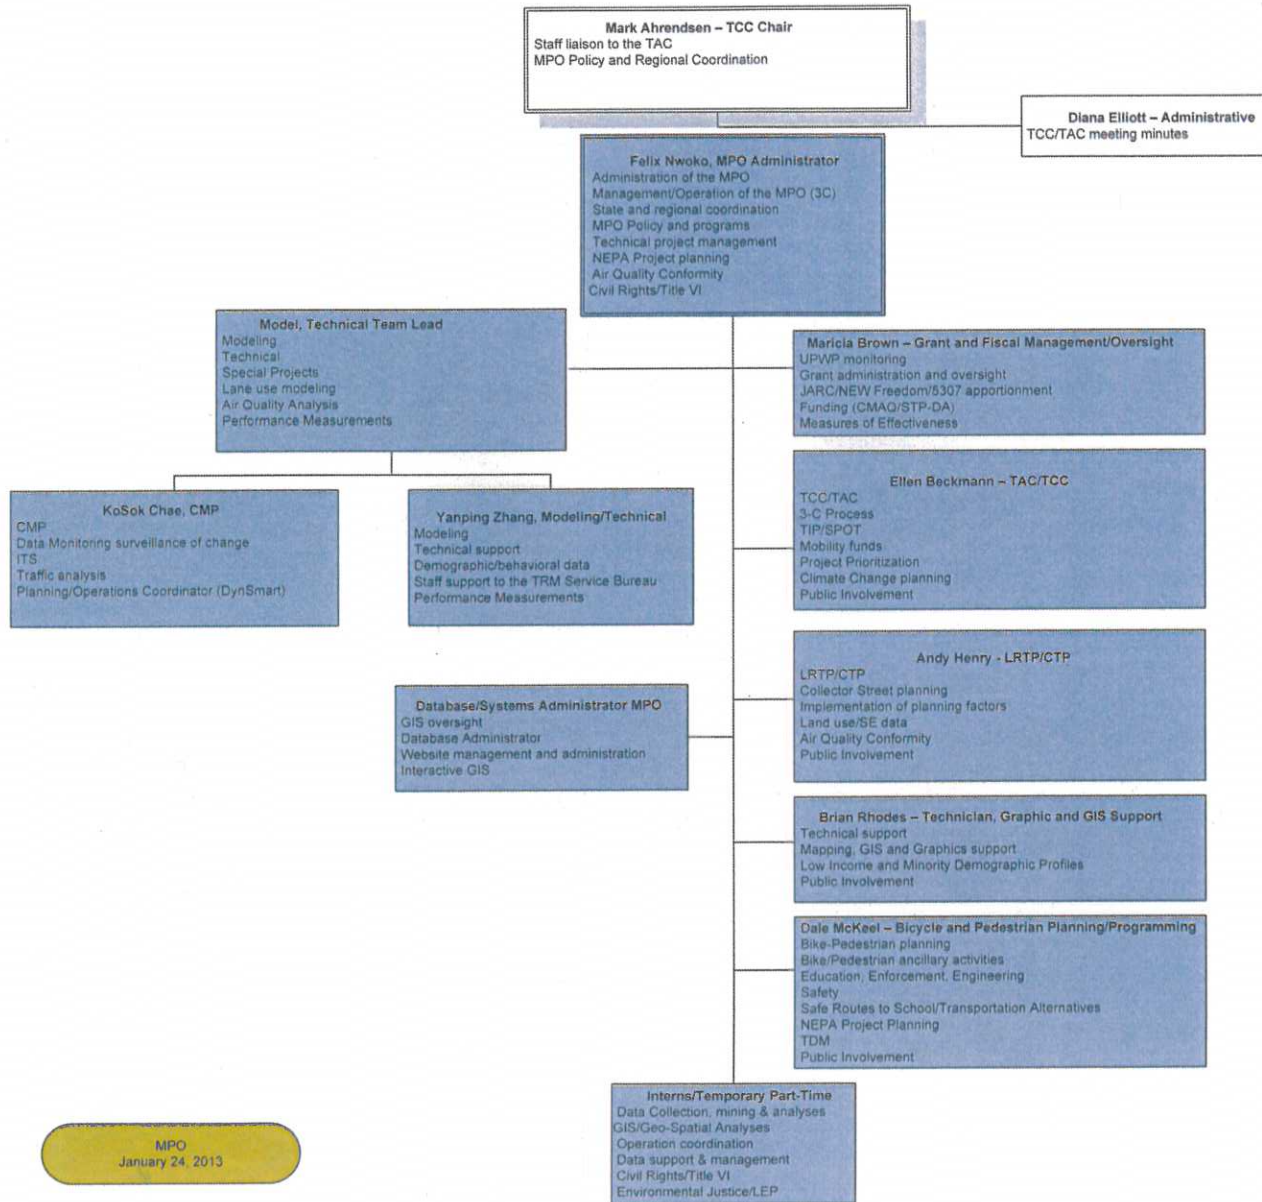 Mark Ahrendsen – TCC Chair
Staff liaison to the TAC
MPO Policy and Regional Coordination
Diana Elliott – Administrative
TCC/TAC meeting minutes
Felix Nwoko, MPO Administrator
Administration of the MPO
Management/Operation of the MPO (3C)
State and regional coordination
MPO Policy and programs
Technical project management
NEPA Project planning
Air Quality Conformity
Civil Rights/Title VI
Model, Technical Team Lead
Modeling
Technical
Special Projects
Lane use modeling
Air Quality Analysis
Performance Measurements
Maricia Brown – Grant and Fiscal Management/Oversight
UPWP monitoring
Grant administration and oversight
JARC/NEW Freedom/5307 apportionment
Funding (CMAQ/STP-DA)
Measures of Effectiveness
KoSok Chae, CMP
CMP
Data Monitoring surveillance of change
ITS
Traffic analysis
Planning/Operations Coordinator (DynSmart)
Yanping Zhang, Modeling/Technical
Modeling
Technical support
Demographic/behavioral data
Staff support to the TRM Service Bureau
Performance Measurements
Ellen Beckmann – TAC/TCC
TCC/TAC
3-C Process
TIP/SPOT
Mobility funds
Project Prioritization
Climate Change planning
Public Involvement
Andy Henry - LRTP/CTP
LRTP/CTP
Collector Street planning
Implementation of planning factors
Land use/SE data
Air Quality Conformity
Public Involvement
Database/Systems Administrator MPO
GIS oversight
Database Administrator
Website management and administration
Interactive GIS
Brian Rhodes – Technician, Graphic and GIS Support
Technical support
Mapping, GIS and Graphics support
Low Income and Minority Demographic Profiles
Public Involvement
Dale McKeel – Bicycle and Pedestrian Planning/Programming
Bike-Pedestrian planning
Bike/Pedestrian ancillary activities
Education, Enforcement, Engineering
Safety
Safe Routes to School/Transportation Alternatives
NEPA Project Planning
TDM
Public Involvement
Interns/Temporary Part-Time
Data Collection, mining & analyses
GIS/Geo-Spatial Analyses
Operation coordination
Data support & management
Civil Rights/Title VI
Environmental Justice/LEP
MPO
January 24, 2013